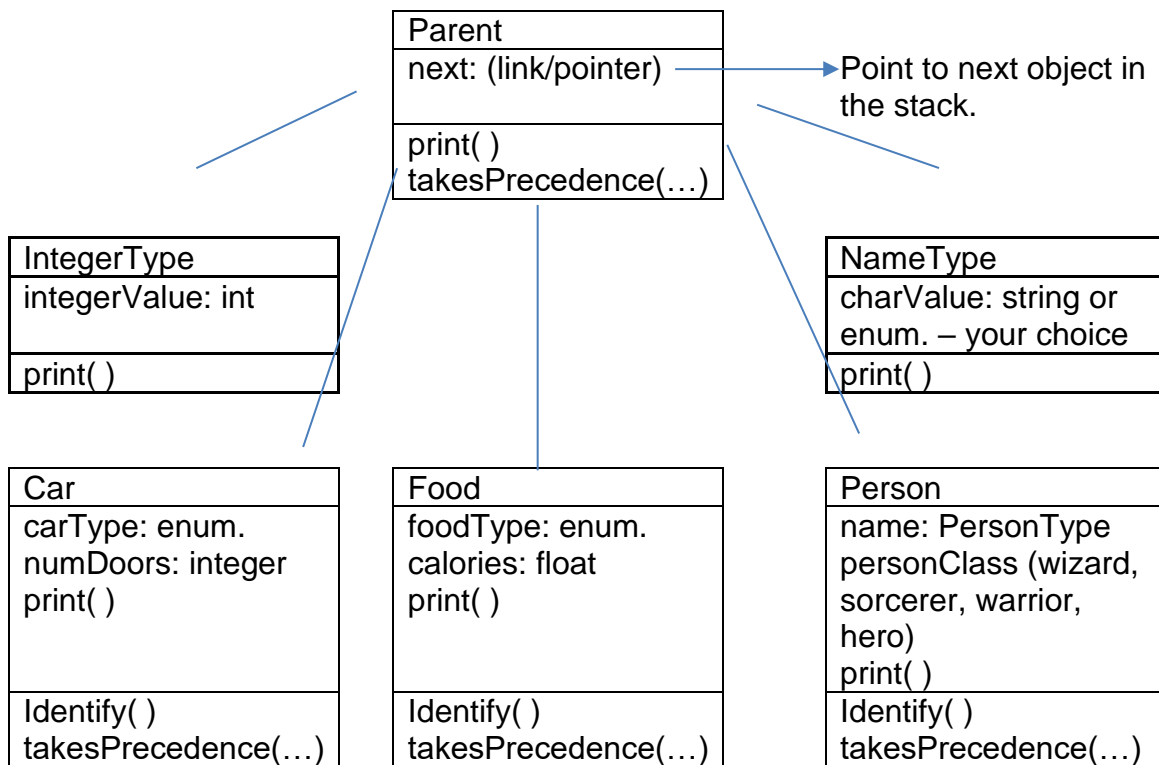 Parent
next: (link/pointer)
Point to next object in
the stack.
print( )
takesPrecedence(…)
IntegerType
integerValue: int
print( )
NameType
charValue: string or
enum. – your choice
print( )
Car
carType: enum.
numDoors: integer
print( )
Identify( )
takesPrecedence(…)
Food
foodType: enum.
calories: float
print( )
Identify( )
takesPrecedence(…)
Person
name: PersonType
personClass (wizard,
sorcerer, warrior,
hero)
print( )
Identify( )
takesPrecedence(…)